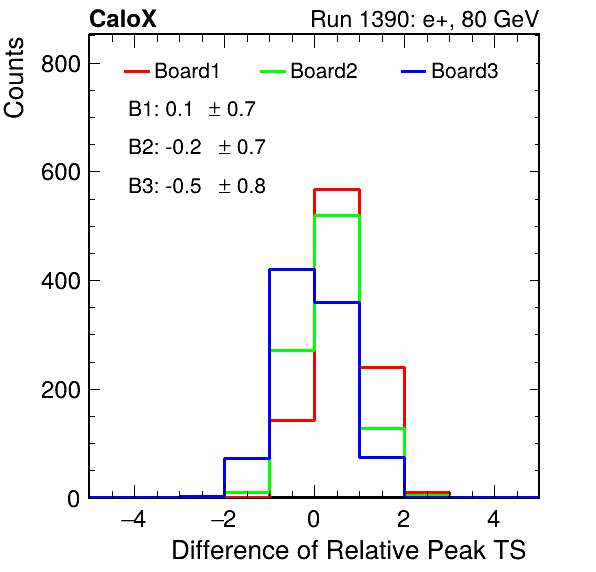 CaloX Run 1390: e+, 80 GeV
Counts
Board1 Board2 Board3
B1: 0.1 ± 0.7
B2: -0.2 ± 0.7
B3: -0.5 ± 0.8
800
600
400
200
0
−4 −2 0 2 4
Difference of Relative Peak TS